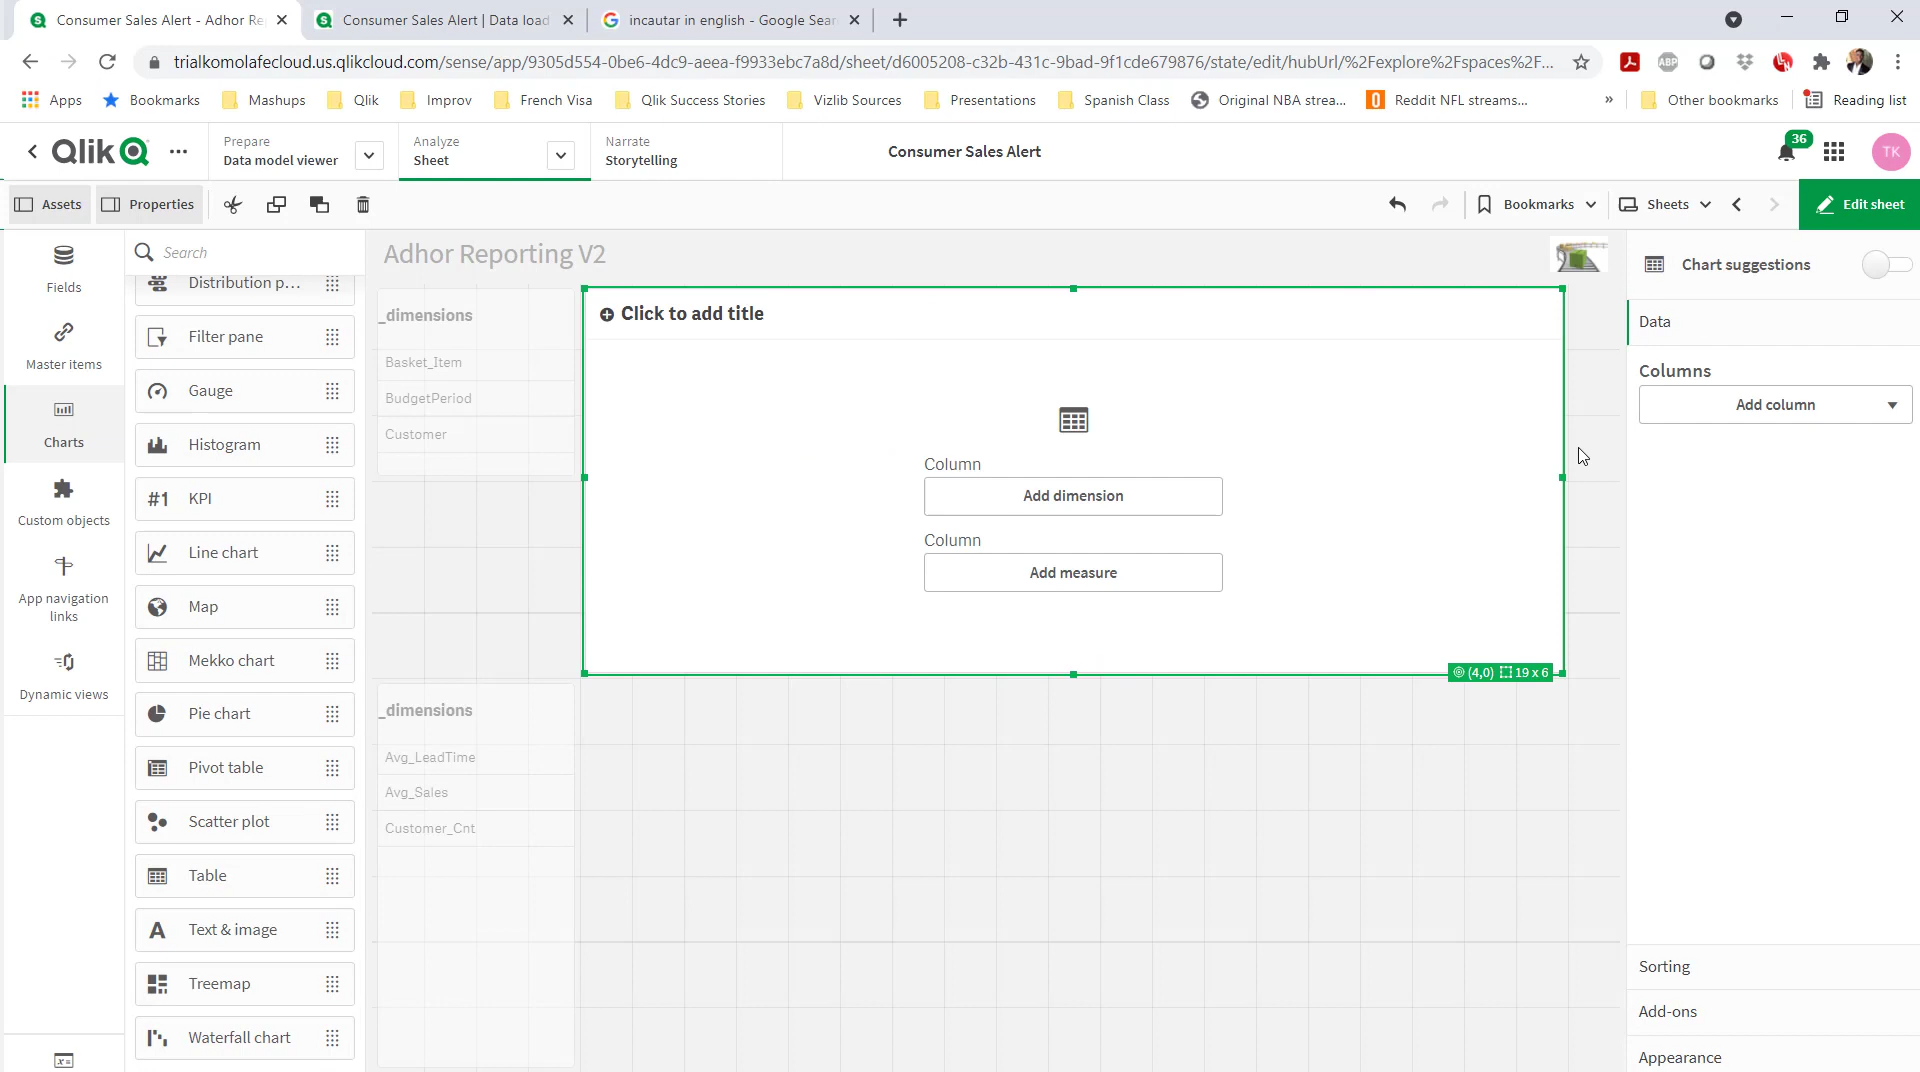 Consumer Sales Alert - Adhor Re
Consumer Sales Alert | Data load
incautar in english - Google Sear
trialkomolafecloud.us.qlikcloud.com/sense/app/9305d554-0be6-4dc9-aeea-f9933ebc7a8d/sheet/d6005208-c32b-431c-9bad-9f1cde679876/state/edit/hubUrl/%2Fexplore%2Fspaces%2F...
ABP
Apps
Bookmarks
Mashups
Qlik
Improv
French Visa
Qlik Success Stories
Vizlib Sources
Presentations
Spanish Class
Original NBA strea...
Reddit NFL streams...
»
Other bookmarks
Reading list
Qlik
Prepare
Data model viewer
Analyze
Sheet
Narrate
Storytelling
Consumer Sales Alert
36
TK
Assets
Properties
Bookmarks
Sheets
Edit sheet
Fields
Master items
Charts
Custom objects
App navigation
links
Dynamic views
Search
Distribution p...
Filter pane
Gauge
Histogram
#1 KPI
Line chart
Map
Mekko chart
Pie chart
Pivot table
Scatter plot
Table
A Text & image
Treemap
Waterfall chart
Adhor Reporting V2
_dimensions
Basket_Item
BudgetPeriod
Customer
Click to add title
Column
Add dimension
Column
Add measure
(4,0) 19 x 6
_dimensions
Avg_LeadTime
Avg_Sales
Customer_Cnt
Chart suggestions
Data
Columns
Add column
Sorting
Add-ons
Appearance